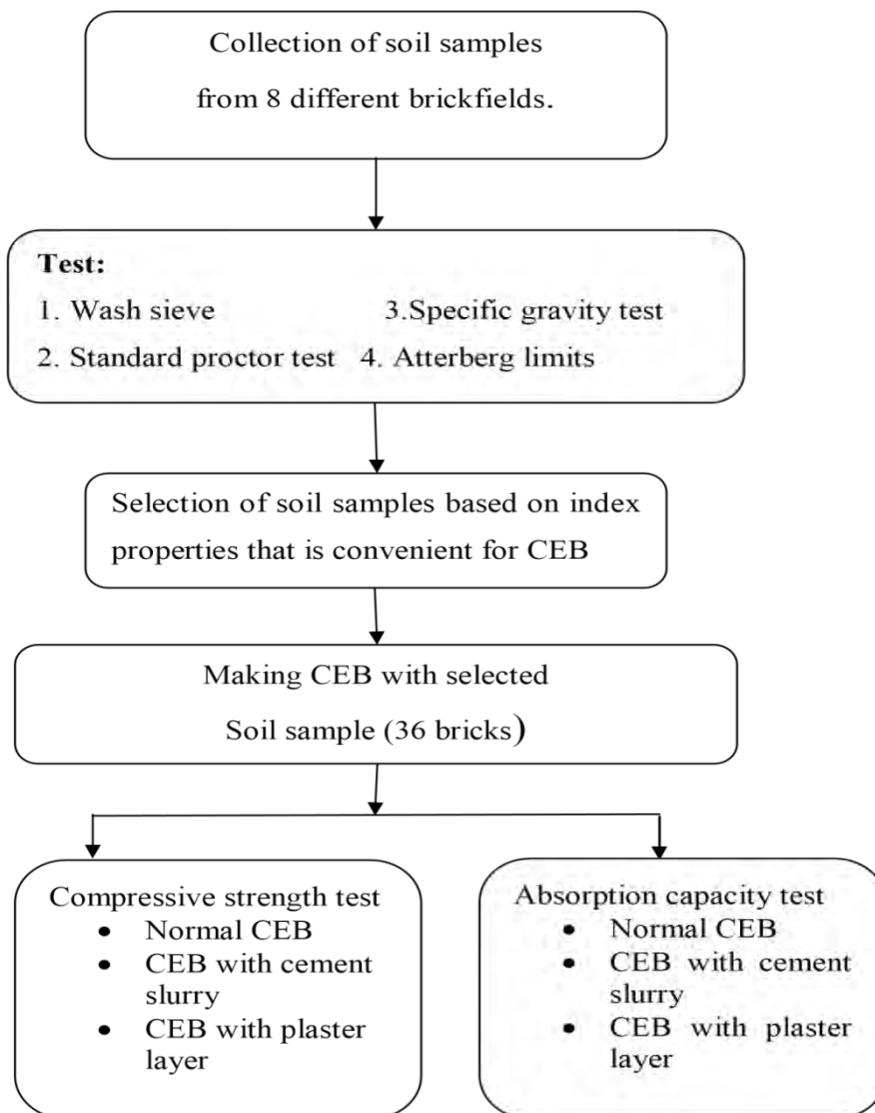 Collection of soil samples
from 8 different brickfields.
Test:
1. Wash sieve 3.Specific gravity test
2. Standard proctor test 4. Atterberg limits
Selection of soil samples based on index
properties that is convenient for CEB
Making CEB with selected
Soil sample (36 bricks)
Compressive strength test
• Normal CEB
• CEB with cement
slurry
• CEB with plaster
layer
Absorption capacity test
• Normal CEB
• CEB with cement
slurry
• CEB with plaster
layer